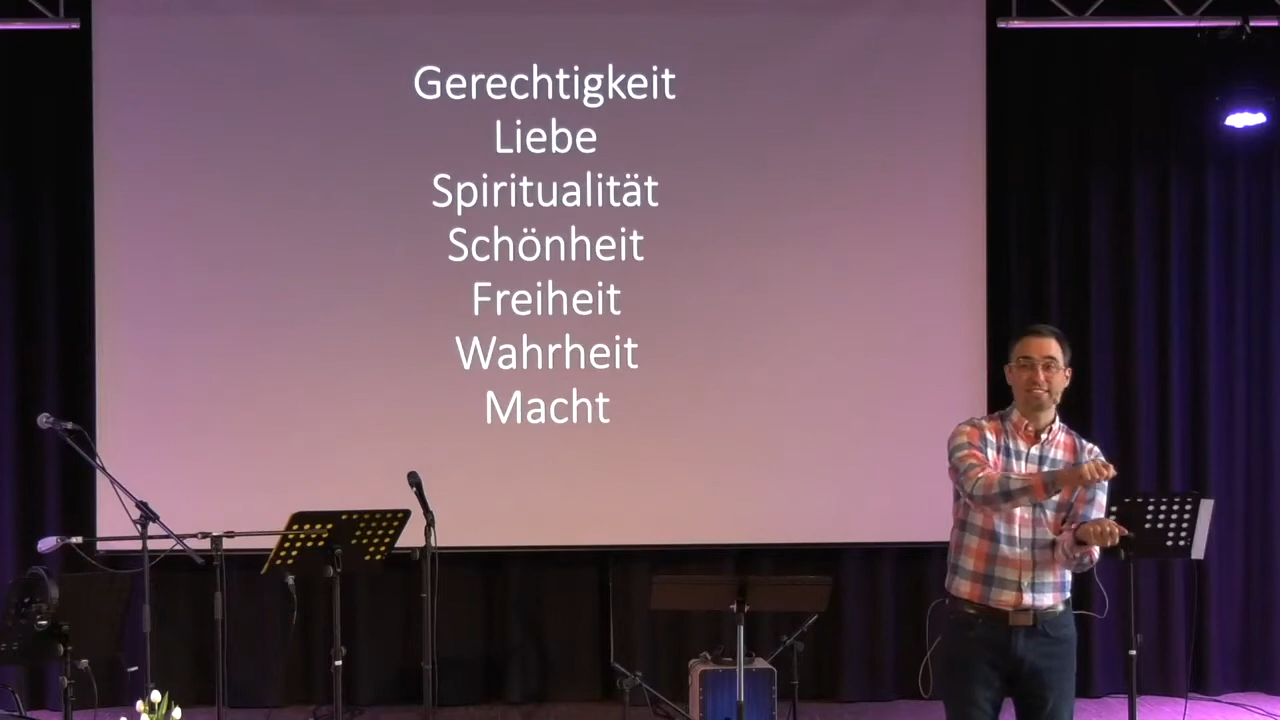 Gerechtigkeit
Liebe
Spiritualität
Schönheit
Freiheit
Wahrheit
Macht